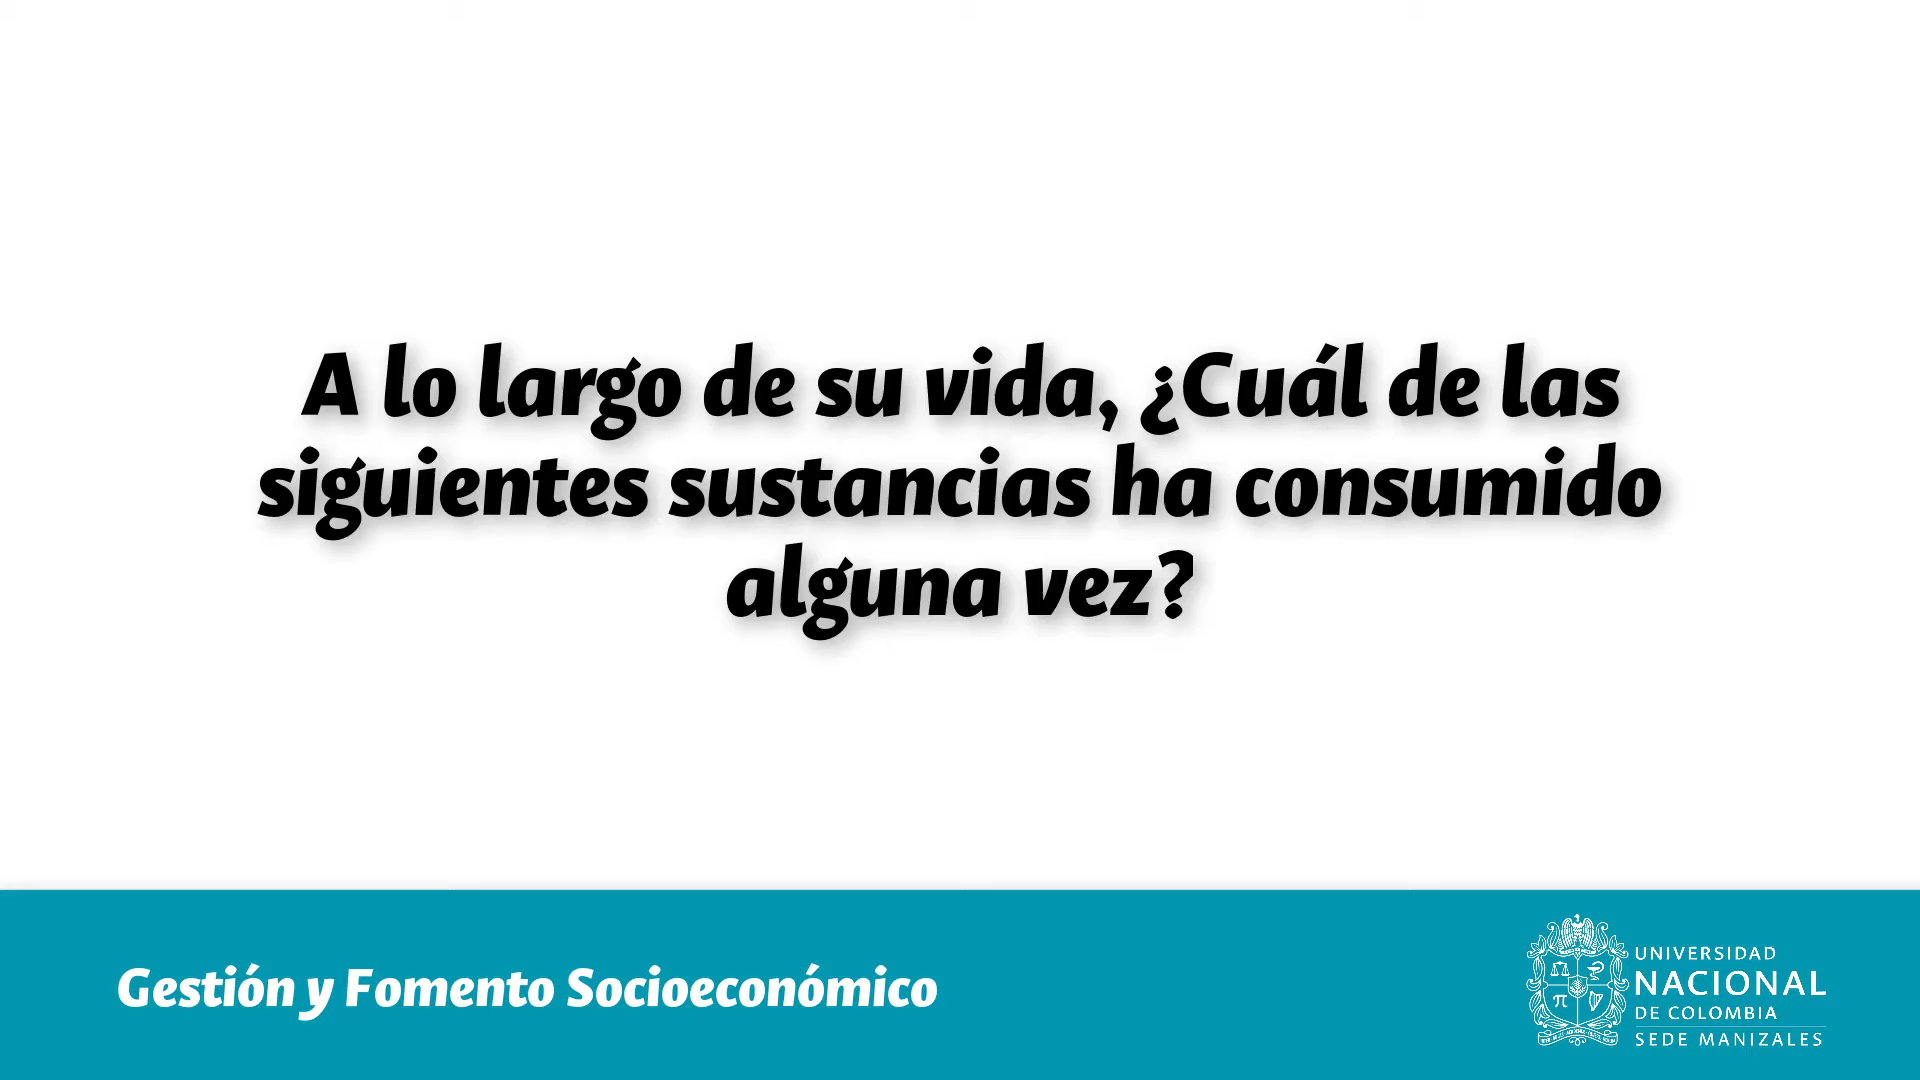 A lo largo de su vida, ¿Cuál de las
siguientes sustancias ha consumido
alguna vez?
Gestión y Fomento Socioeconómico
UNIVERSIDAD
NACIONAL
DE COLOMBIA
SEDE MANIZALES